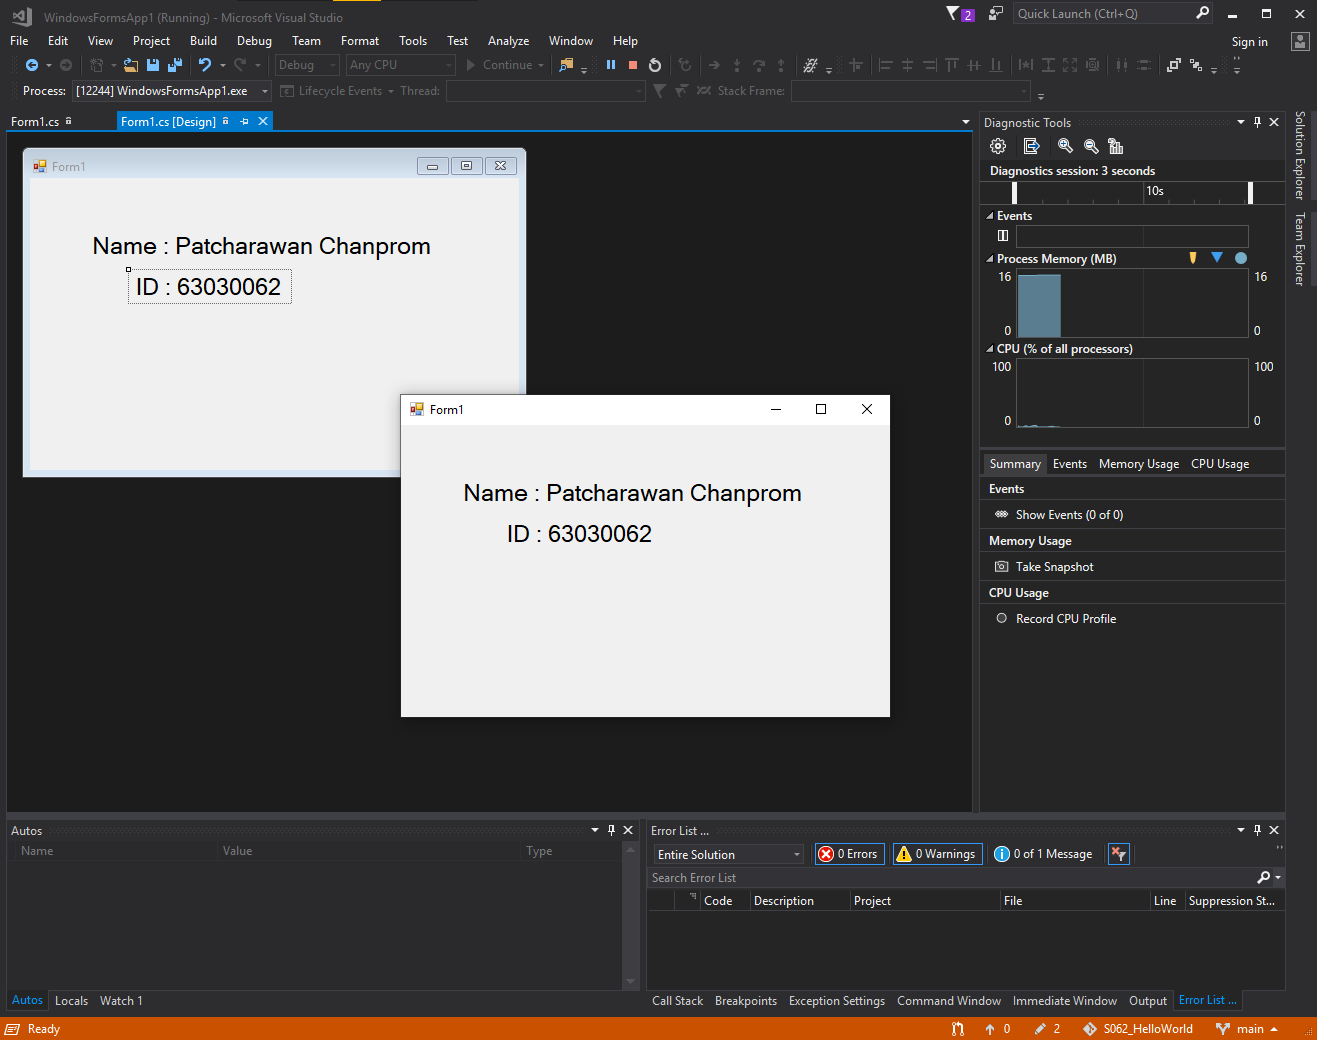 WindowsFormsApp1 (Running) - Microsoft Visual Studio
2
Quick Launch (Ctrl+Q)
File Edit View Project Build Debug Team Format Tools Test Analyze Window Help
Sign in
Debug Any CPU Continue
Process: [12244] WindowsFormsApp1.exe Lifecycle Events Thread: Stack Frame:
Form1.cs Form1.cs [Design]
Form1
Name : Patcharawan Chanprom
ID : 63030062
Form1
Name : Patcharawan Chanprom
ID : 63030062
Diagnostic Tools
Diagnostics session: 3 seconds
10s
Events
Process Memory (MB)
16 16
0 0
CPU (% of all processors)
100 100
0 0
Summary Events Memory Usage CPU Usage
Events
Show Events (0 of 0)
Memory Usage
Take Snapshot
CPU Usage
Record CPU Profile
Solution Explorer
Team Explorer
Autos
Name Value Type
Autos Locals Watch 1
Error List ...
Entire Solution 0 Errors 0 Warnings 0 of 1 Message
Search Error List
Code Description Project File Line Suppression St...
Call Stack Breakpoints Exception Settings Command Window Immediate Window Output Error List ...
Ready
0 2 S062_HelloWorld main